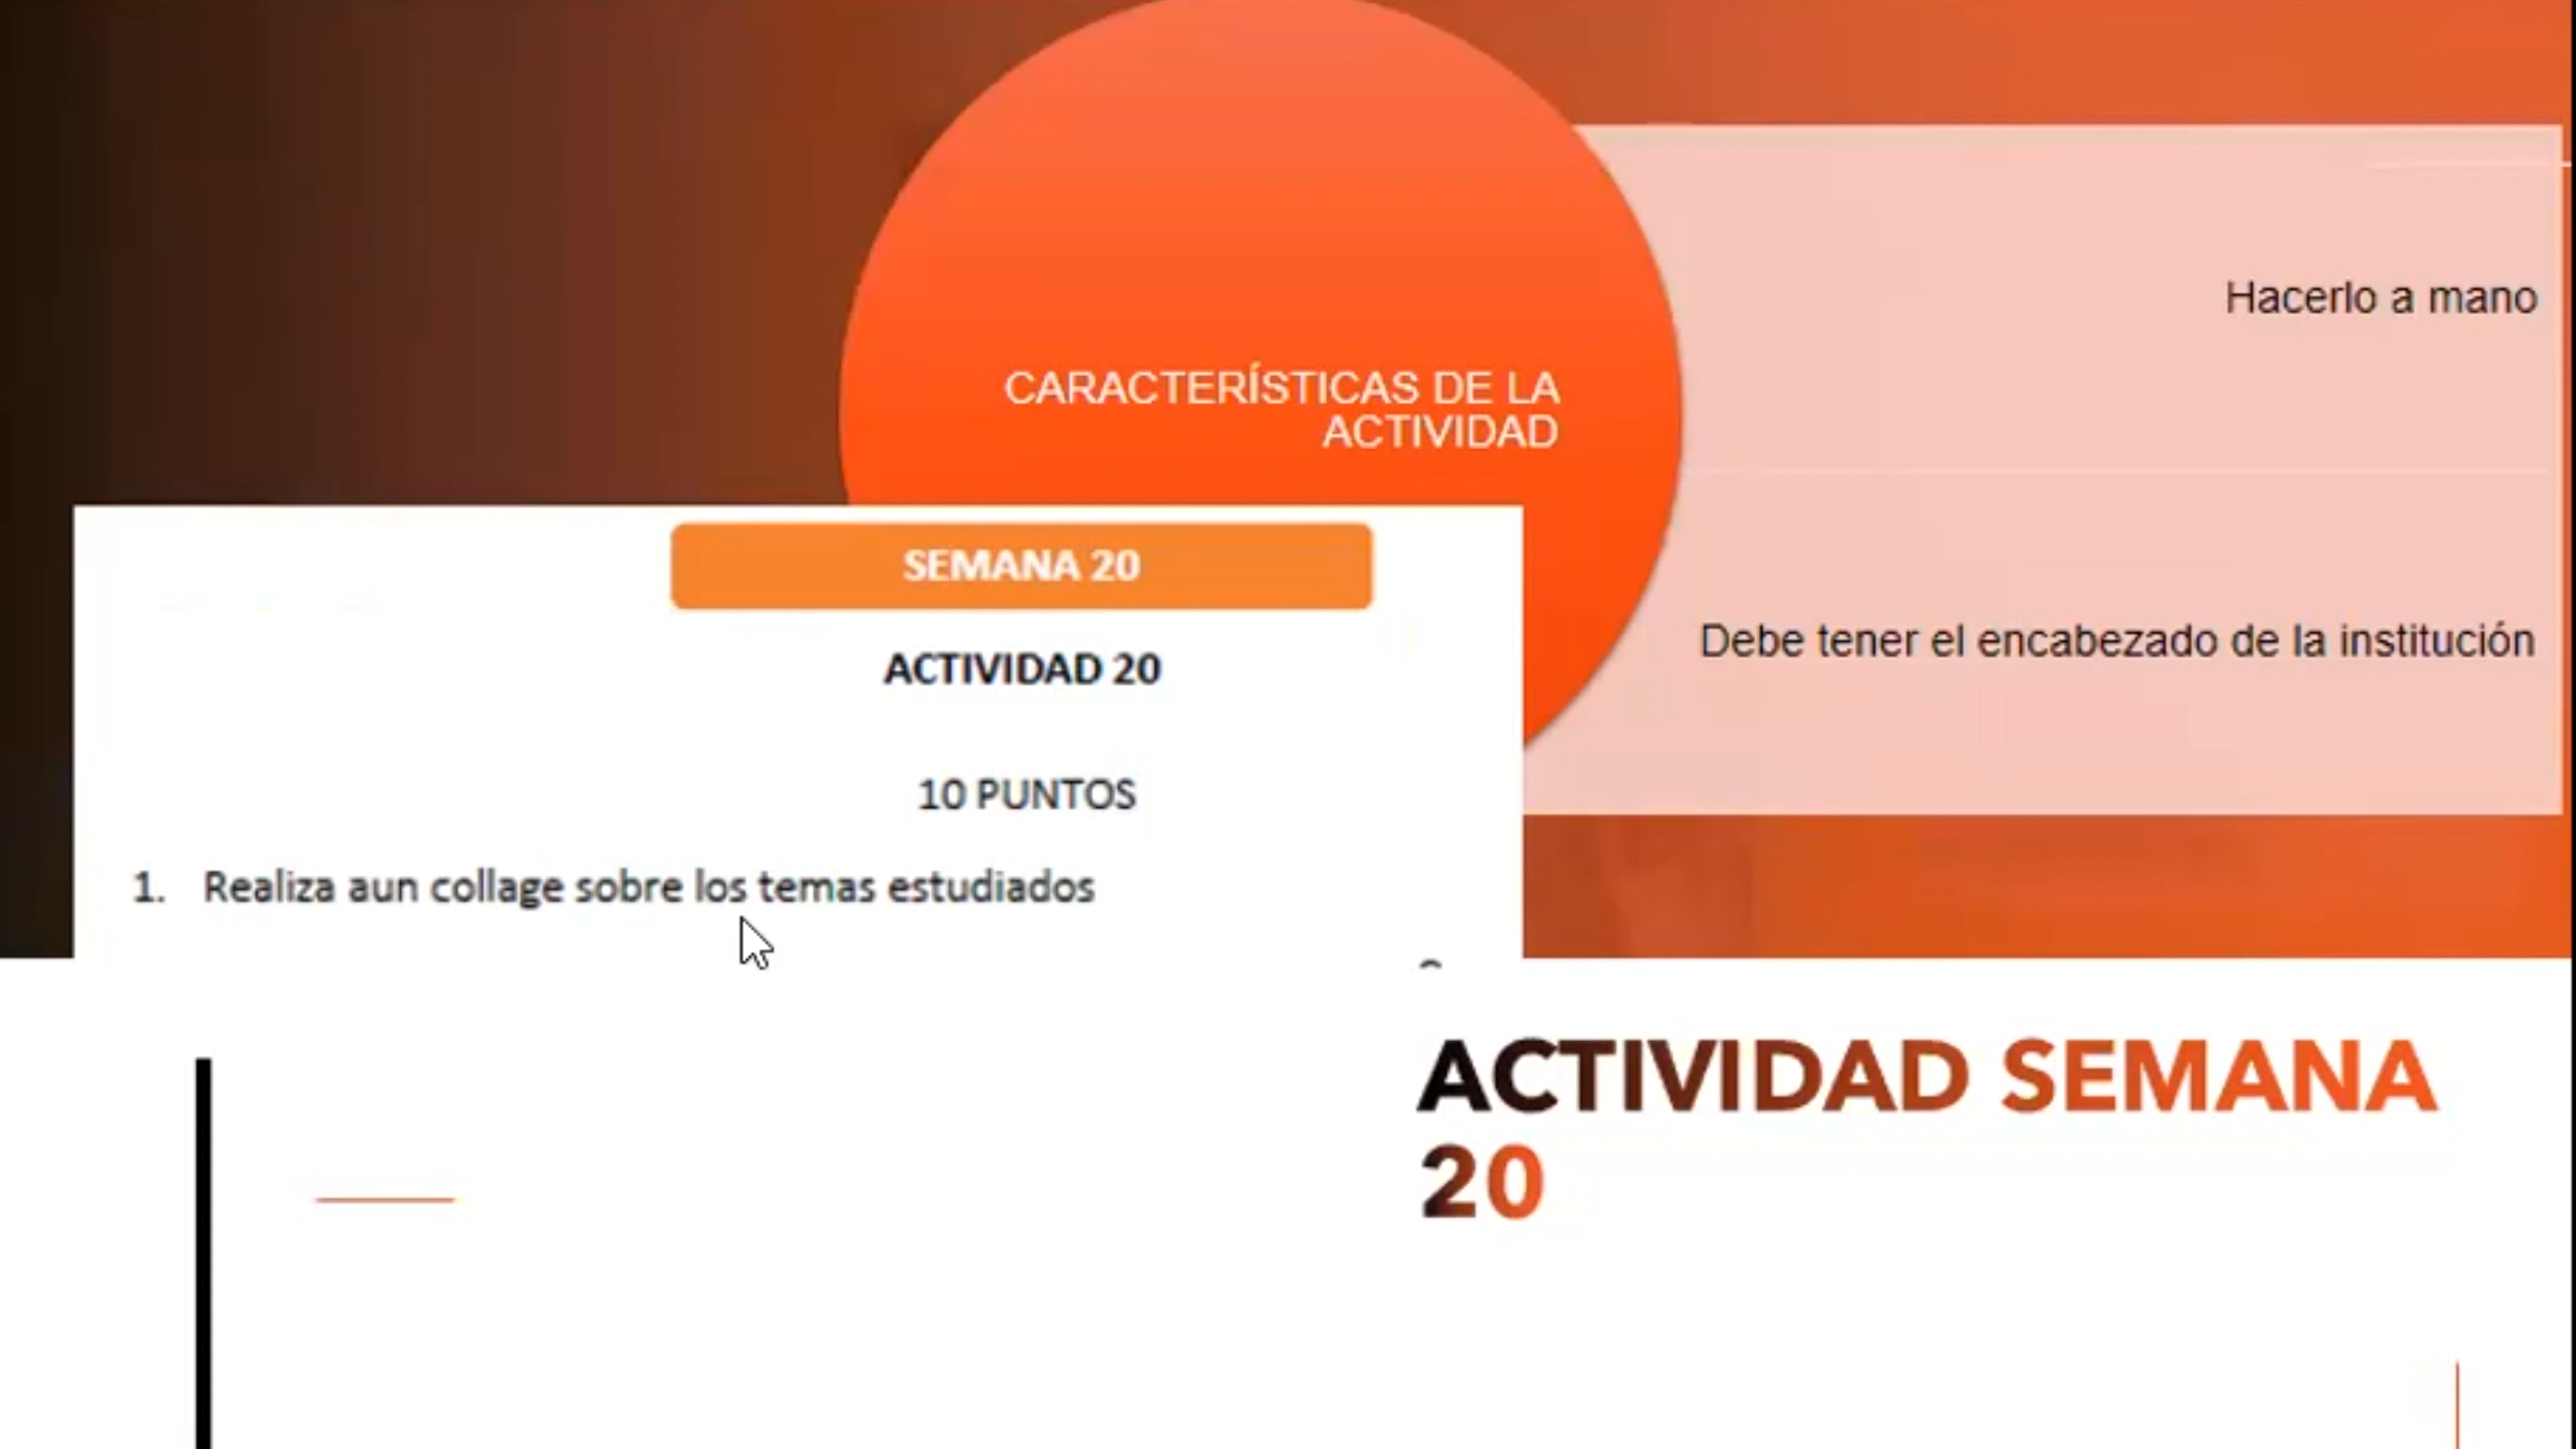 Hacerlo a mano
CARACTERÍSTICAS DE LA
ACTIVIDAD
Debe tener el encabezado de la institución
SEMANA 20
ACTIVIDAD 20
10 PUNTOS
1. Realiza aun collage sobre los temas estudiados
ACTIVIDAD SEMANA
20